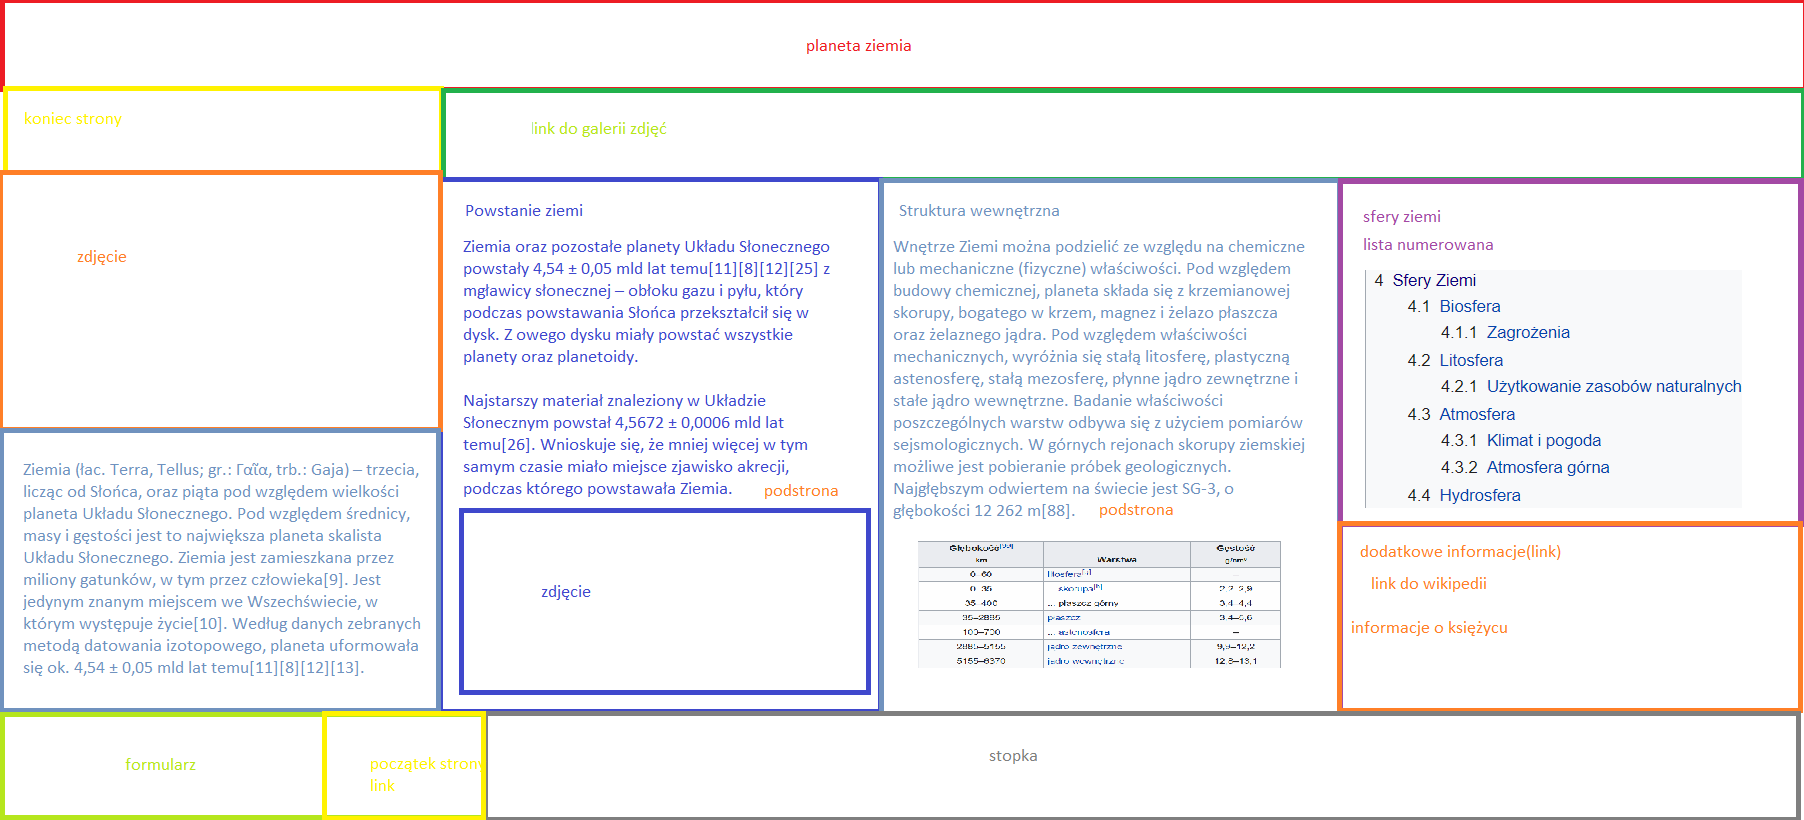 planeta ziemia
koniec strony
link do galerii zdjęć
zdjęcie
Ziemia (łac. Terra, Tellus; gr.: Γαῖα, trb.: Gaja) – trzecia,
licząc od Słońca, oraz piąta pod względem wielkości
planeta Układu Słonecznego. Pod względem średnicy,
masy i gęstości jest to największa planeta skalista
Układu Słonecznego. Ziemia jest zamieszkana przez
miliony gatunków, w tym przez człowieka[9]. Jest
jedynym znanym miejscem we Wszechświecie, w
którym występuje życie[10]. Według danych zebranych
metodą datowania izotopowego, planeta uformowała
się ok. 4,54 ± 0,05 mld lat temu[11][8][12][13].
Powstanie ziemi
Ziemia oraz pozostałe planety Układu Słonecznego
powstały 4,54 ± 0,05 mld lat temu[11][8][12][25] z
mgławicy słonecznej – obłoku gazu i pyłu, który
podczas powstawania Słońca przekształcił się w
dysk. Z owego dysku miały powstać wszystkie
planety oraz planetoidy.
Najstarszy materiał znaleziony w Układzie
Słonecznym powstał 4,5672 ± 0,0006 mld lat
temu[26]. Wnioskuje się, że mniej więcej w tym
samym czasie miało miejsce zjawisko akrecji,
podczas którego powstawała Ziemia. podstrona
zdjęcie
Struktura wewnętrzna
Wnętrze Ziemi można podzielić ze względu na chemiczne
lub mechaniczne (fizyczne) właściwości. Pod względem
budowy chemicznej, planeta składa się z krzemianowej
skorupy, bogatego w krzem, magnez i żelazo płaszcza
oraz żelaznego jądra. Pod względem właściwości
mechanicznych, wyróżnia się stałą litosferę, plastyczną
astenosferę, stałą mezosferę, płynne jądro zewnętrzne i
stałe jądro wewnętrzne. Badanie właściwości
poszczególnych warstw odbywa się z użyciem pomiarów
sejsmologicznych. W górnych rejonach skorupy ziemskiej
możliwe jest pobieranie próbek geologicznych.
Najgłębszym odwiertem na świecie jest SG-3, o
głębokości 12 262 m[88]. podstrona
Głębokość Gęstość
km Warstwa g/cm³
0–60 litosfera –
0–35 ... skorupa 2,2–2,9
35–400 ... płaszcz górny 3,4–4,4
35–2885 płaszcz 3,4–5,6
100–700 ... astenosfera –
2885–5155 jądro zewnętrzne 9,9–12,2
5155–6370 jądro wewnętrzne 12,8–13,1
sfery ziemi
lista numerowana
4 Sfery Ziemi
4.1 Biosfera
4.1.1 Zagrożenia
4.2 Litosfera
4.2.1 Użytkowanie zasobów naturalnych
4.3 Atmosfera
4.3.1 Klimat i pogoda
4.3.2 Atmosfera górna
4.4 Hydrosfera
dodatkowe informacje(link)
link do wikipedii
informacje o księżycu
formularz
początek strony
link
stopka